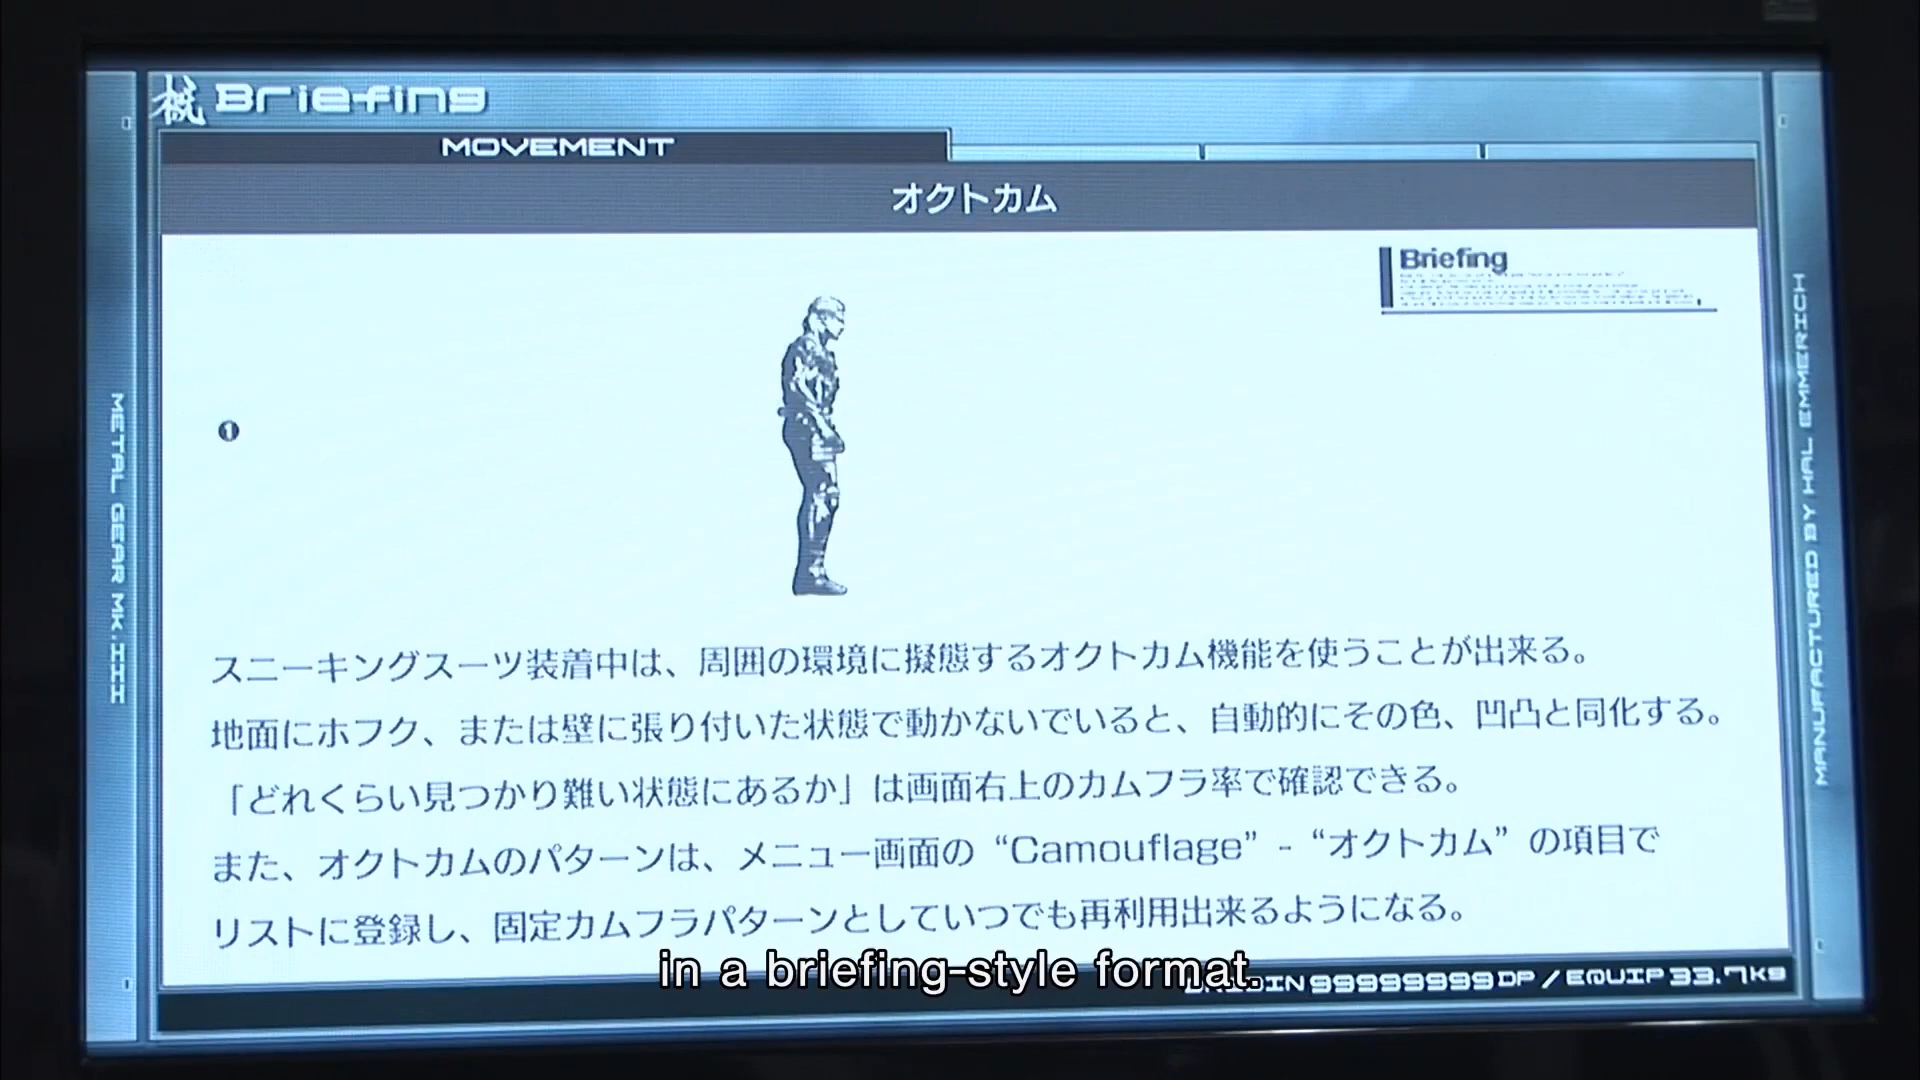 Briefing
MOVEMENT
オクトカム
Briefing
❶
METAL GEAR MK.III
MANUFACTURED BY HAL EMMERICH
スニーキングスーツ装着中は、周囲の環境に擬態するオクトカム機能を使うことが出来る。
地面にホフク、または壁に張り付いた状態で動かないでいると、自動的にその色、凹凸と同化する。
「どれくらい見つかり難い状態にあるか」は画面右上のカムフラ率で確認できる。
また、オクトカムのパターンは、メニュー画面の“Camouflage” - “オクトカム” の項目で
リストに登録し、固定カムフラパターンとしていつでも再利用出来るようになる。
in a briefing-style format.
99999999DP / EQUIP 33.7kg